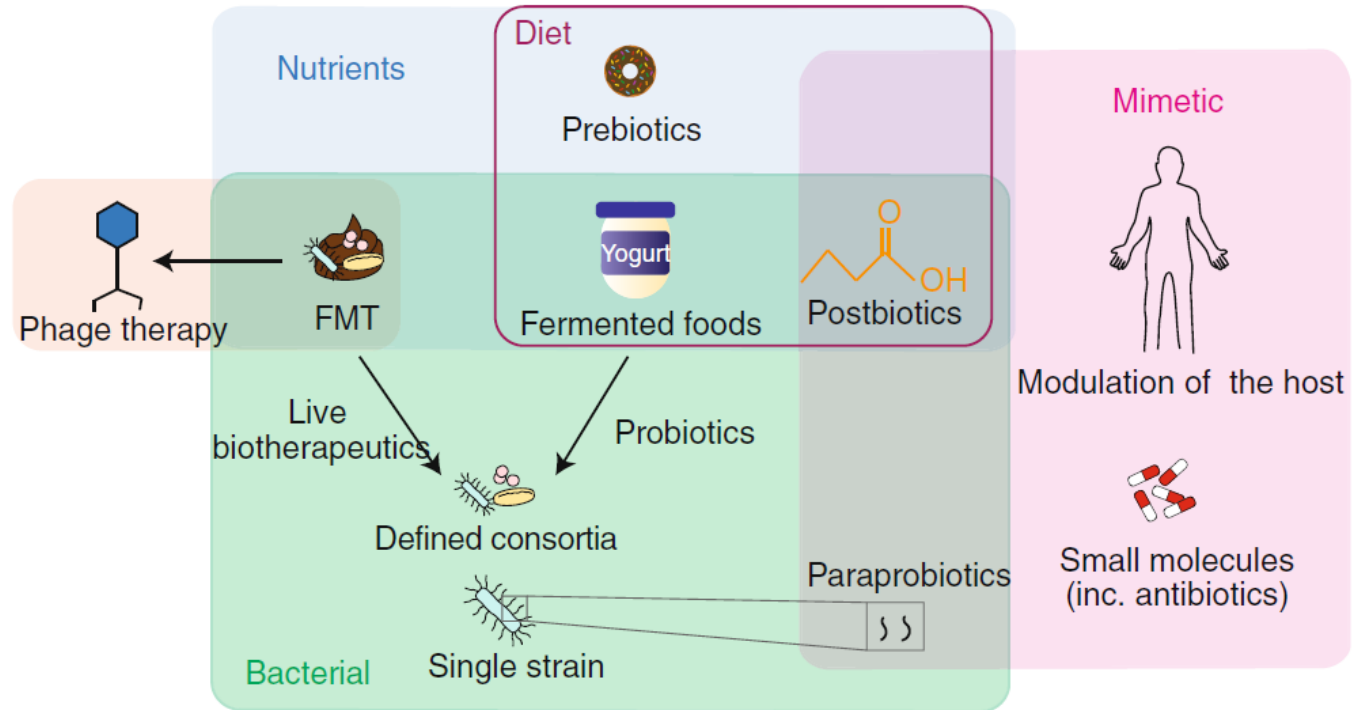 Diet
Nutrients
Prebiotics
Mimetic
Yogurt
O
OH
Phage therapy
FMT
Fermented foods
Postbiotics
Modulation of the host
Live
biotherapeutics
Probiotics
Defined consortia
Paraprobiotics
Small molecules
(inc. antibiotics)
Single strain
Bacterial